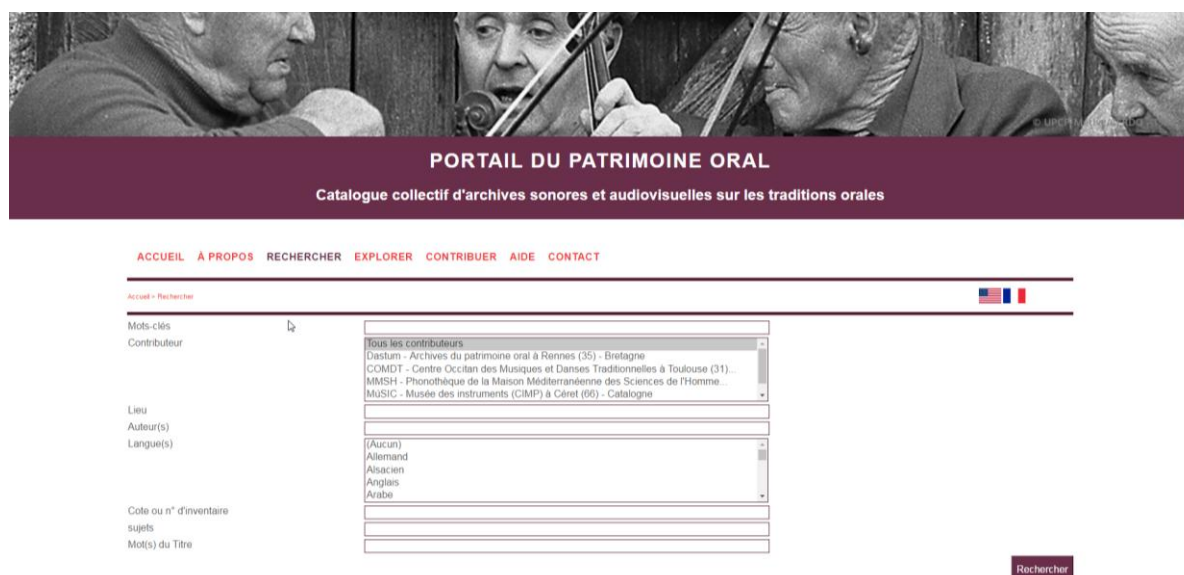 © UPCP
PORTAIL DU PATRIMOINE ORAL
Catalogue collectif d'archives sonores et audiovisuelles sur les traditions orales
ACCUEIL À PROPOS RECHERCHER EXPLORER CONTRIBUER AIDE CONTACT
Accueil > Rechercher
Mots-clés
Contributeur
Tous les contributeurs
Dastum - Archives du patrimoine oral à Rennes (35) - Bretagne
COMDT - Centre Occitan des Musiques et Danses Traditionnelles à Toulouse (31)...
MMSH - Phonothèque de la Maison Méditerranéenne des Sciences de l'Homme...
MúSIC - Musée des instruments (CIMP) à Céret (66) - Catalogne
Lieu
Auteur(s)
Langue(s)
(Aucun)
Allemand
Alsacien
Anglais
Arabe
Cote ou n° d'inventaire
sujets
Mot(s) du Titre
Rechercher